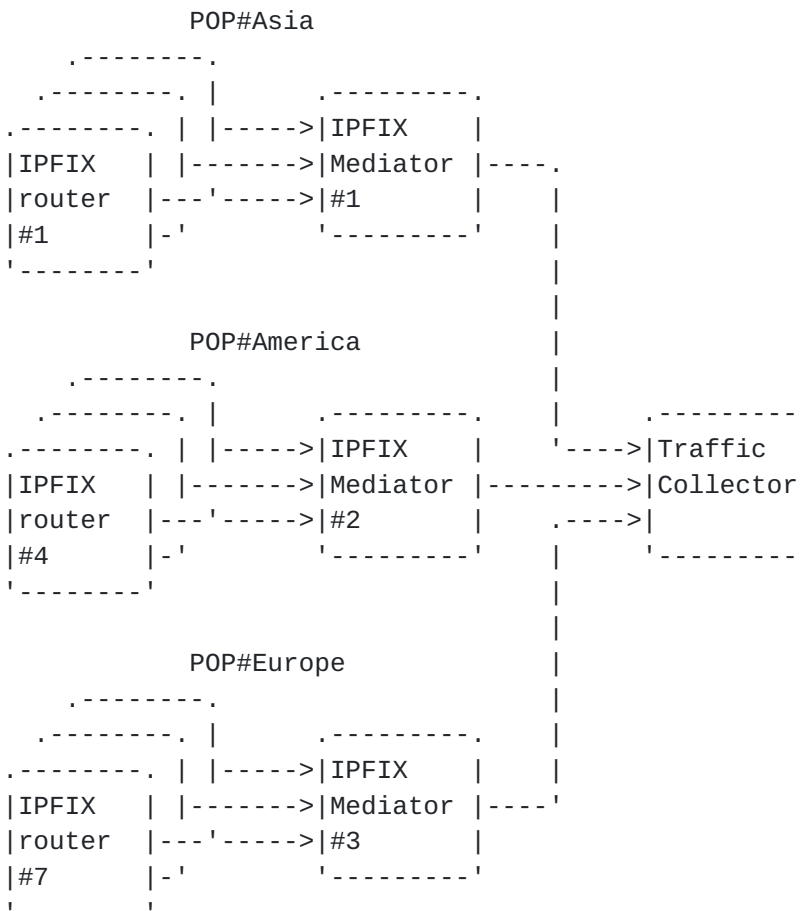 POP#Asia
IPFIX
IPFIX Mediator
router #1
#1
POP#America
IPFIX Traffic
IPFIX Mediator Collector
router #2
#4
POP#Europe
IPFIX
IPFIX Mediator
router #3
#7